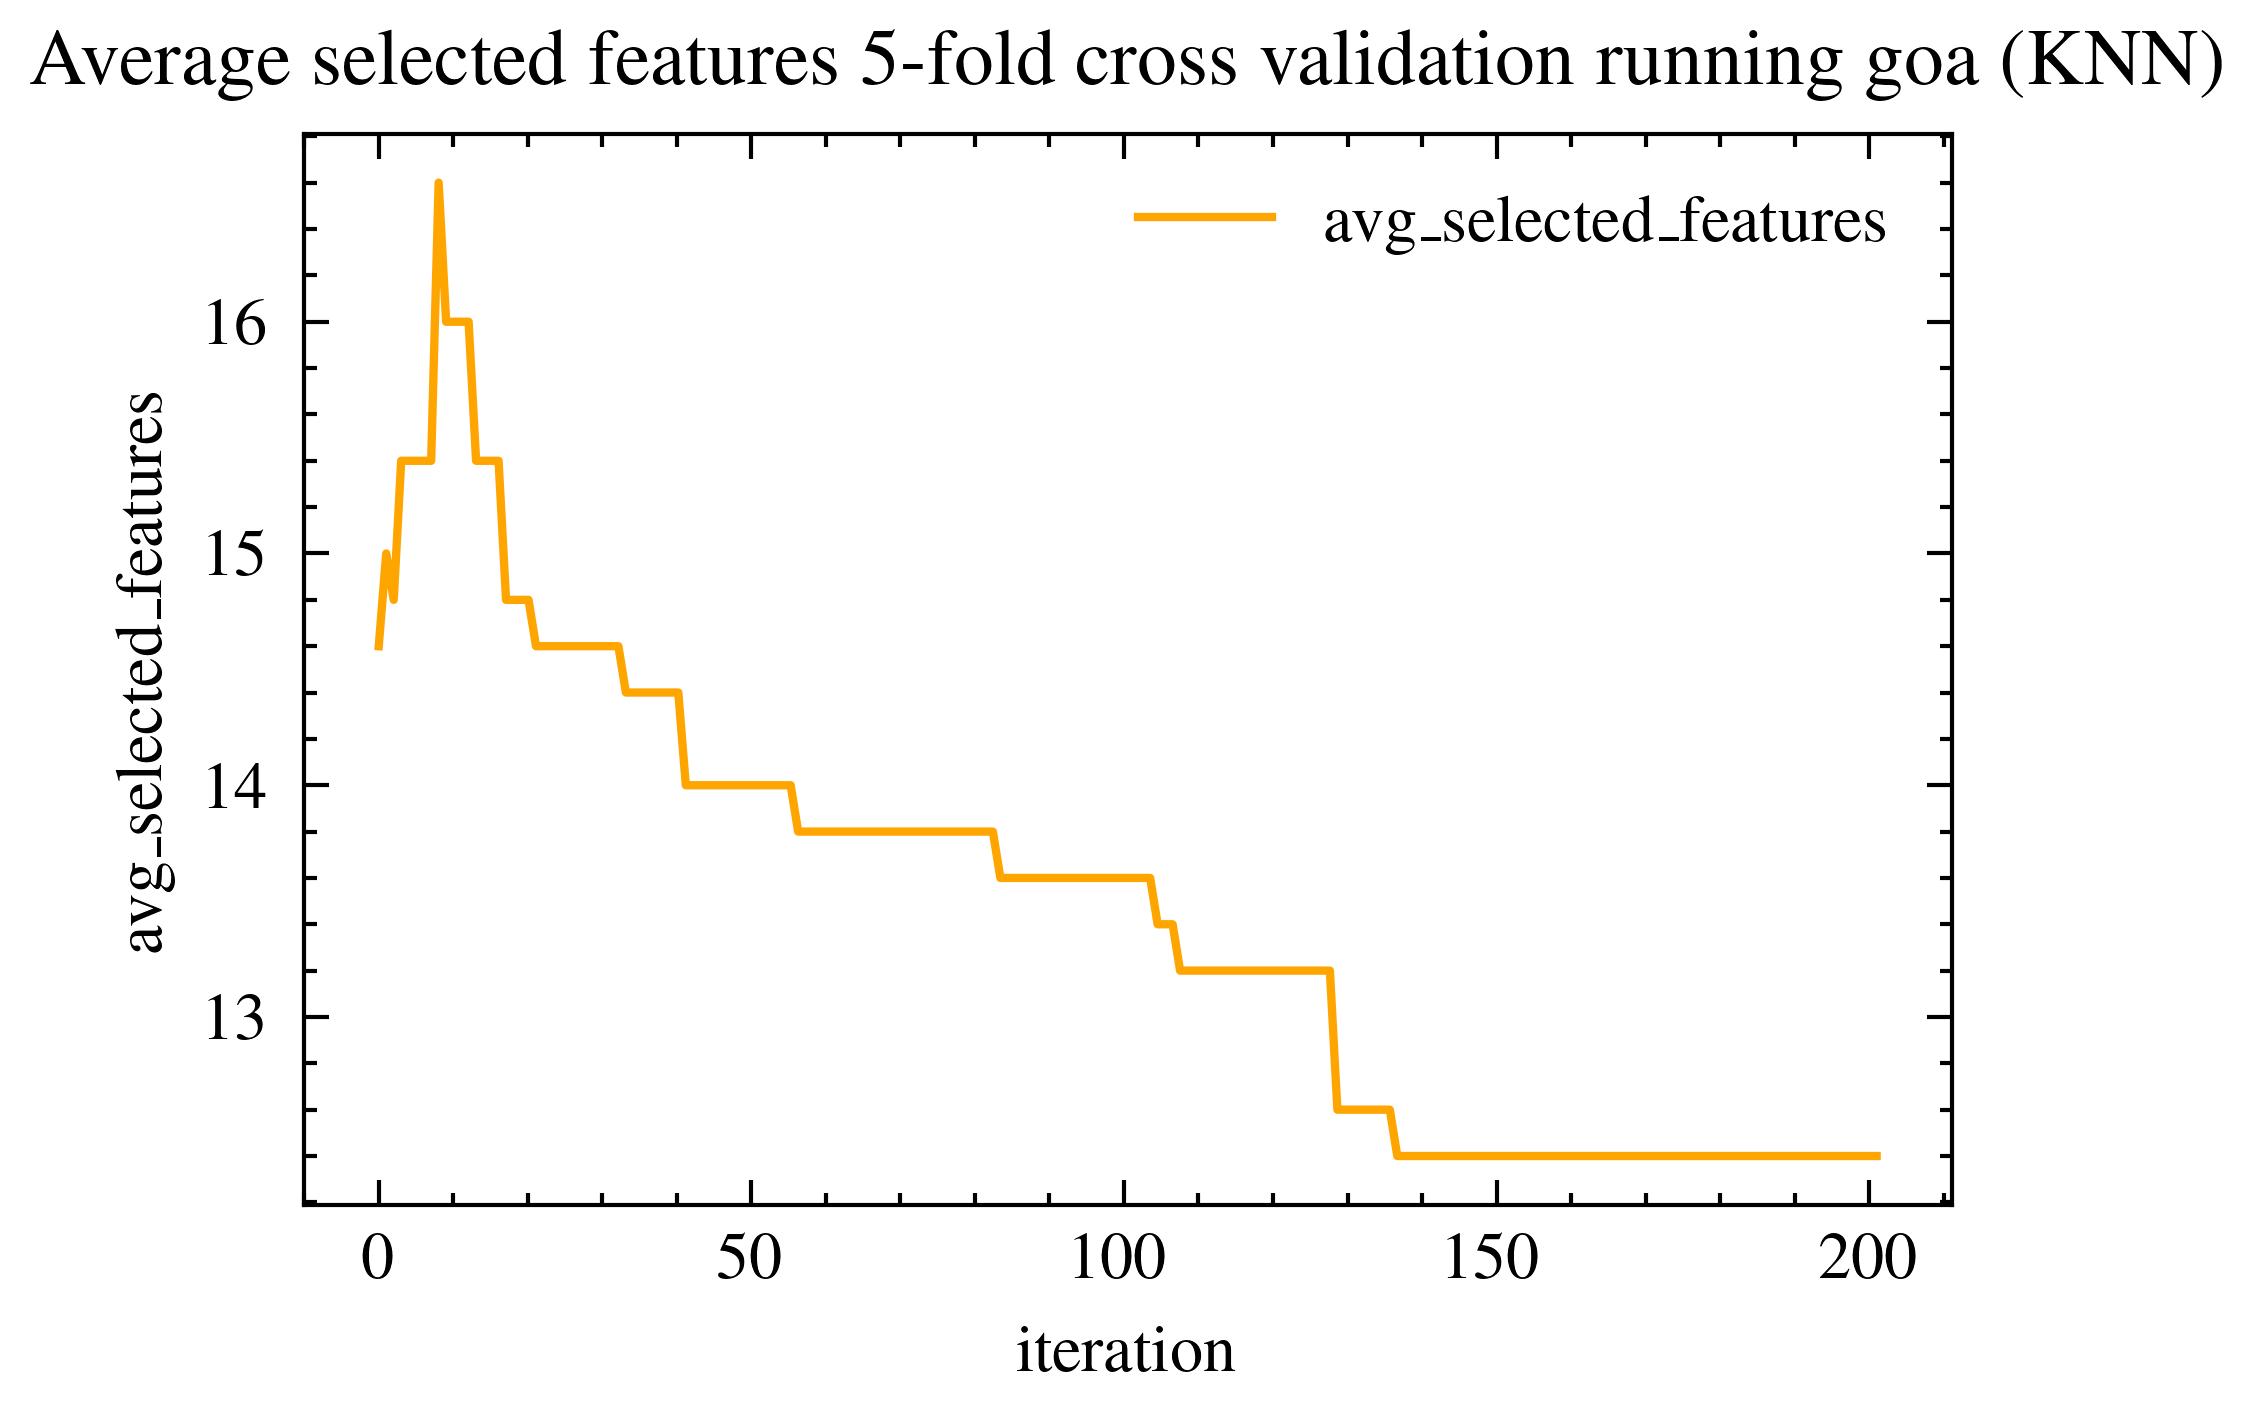 Average selected features 5-fold cross validation running goa (KNN)
avg_selected_features
16
15
14
13
avg_selected_features
0 50 100 150 200
iteration